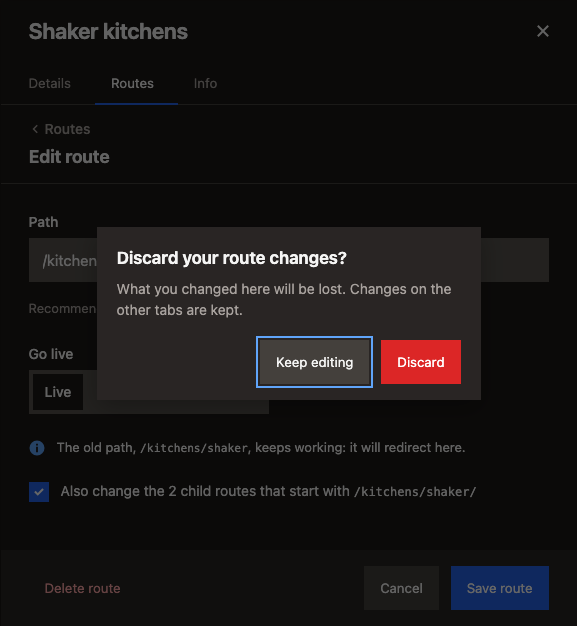 Shaker kitchens
Details
Routes
Info
Routes
Edit route
Path
/kitchen
Discard your route changes?
What you changed here will be lost. Changes on the
other tabs are kept.
Keep editing
Discard
Recommen
Go live
Live
The old path, /kitchens/shaker, keeps working: it will redirect here.
Also change the 2 child routes that start with /kitchens/shaker/
Delete route
Cancel
Save route